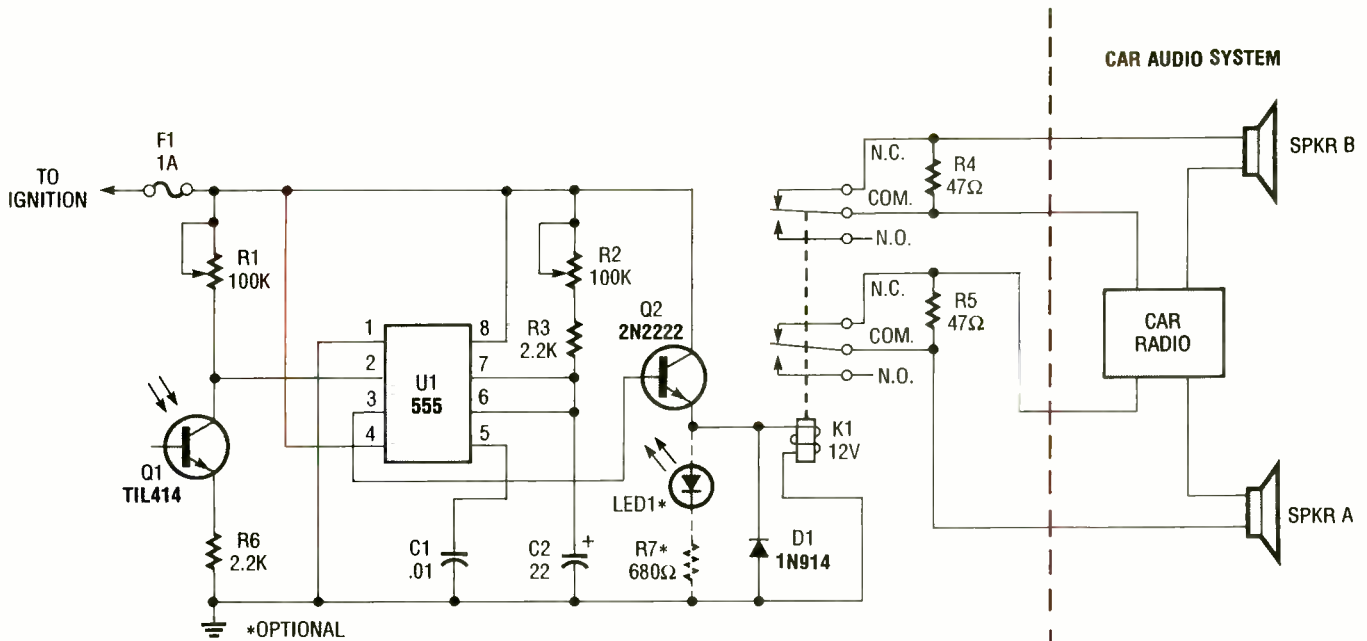 CAR AUDIO SYSTEM
F1
1A
TO
IGNITION
R1
100K
R2
100K
R3
2.2K
1
2
3
4
8
7
6
5
U1
555
Q1
TIL414
R6
2.2K
C1
.01
C2
22
+
Q2
2N2222
LED1*
R7*
680Ω
D1
1N914
K1
12V
N.C.
COM.
N.O.
R4
47Ω
N.C.
COM.
N.O.
R5
47Ω
CAR
RADIO
SPKR B
SPKR A
*OPTIONAL